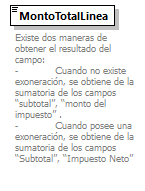 MontoTotalLinea
Existe dos maneras de
obtener el resultado del
campo:
- Cuando no existe
exoneración, se obtiene de la
sumatoria de los campos
"subtotal", "monto del
impuesto" .
- Cuando posee una
exoneración, se obtiene de la
sumatoria de los campos
"Subtotal", "Impuesto Neto"